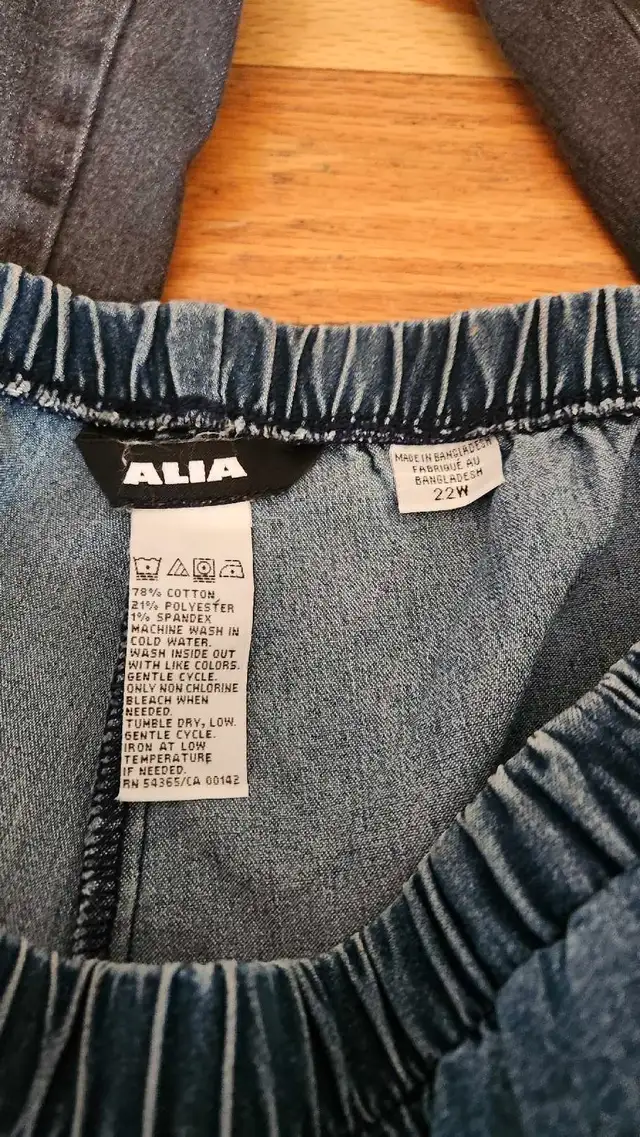 ALIA
MADE IN BANGLADESH
FABRIQUE AU
BANGLADESH
22W
78% COTTON
21% POLYESTER
1% SPANDEX
MACHINE WASH IN
COLD WATER.
WASH INSIDE OUT
WITH LIKE COLORS.
GENTLE CYCLE.
ONLY NON CHLORINE
BLEACH WHEN
NEEDED.
TUMBLE DRY, LOW.
GENTLE CYCLE.
IRON AT LOW
TEMPERATURE
IF NEEDED.
RN 54365/CA 00142